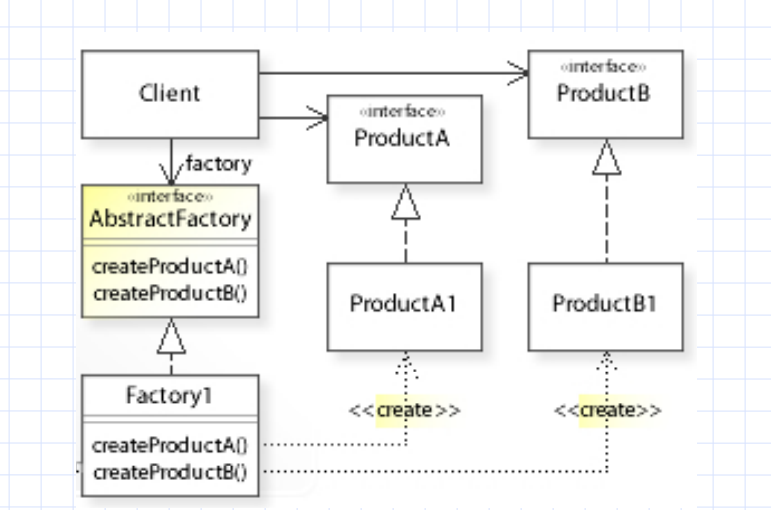 Client
«interface»
ProductB
«interface»
ProductA
factory
«interface»
AbstractFactory
createProductA()
createProductB()
ProductA1
ProductB1
Factory1
createProductA()
createProductB()
<<create>>
<<create>>